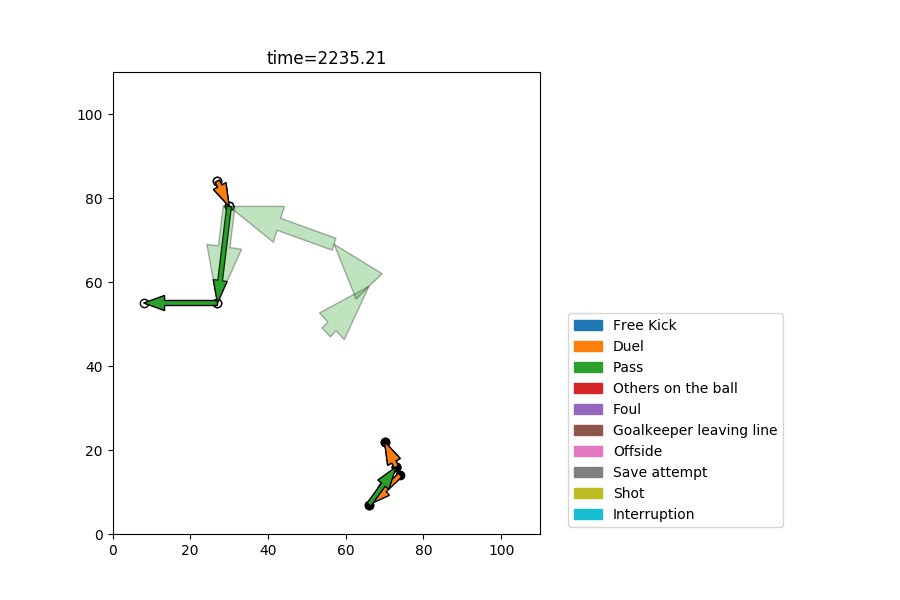 time=2235.21
100
80
60
40
20
0
0 20 40 60 80 100
Free Kick
Duel
Pass
Others on the ball
Foul
Goalkeeper leaving line
Offside
Save attempt
Shot
Interruption